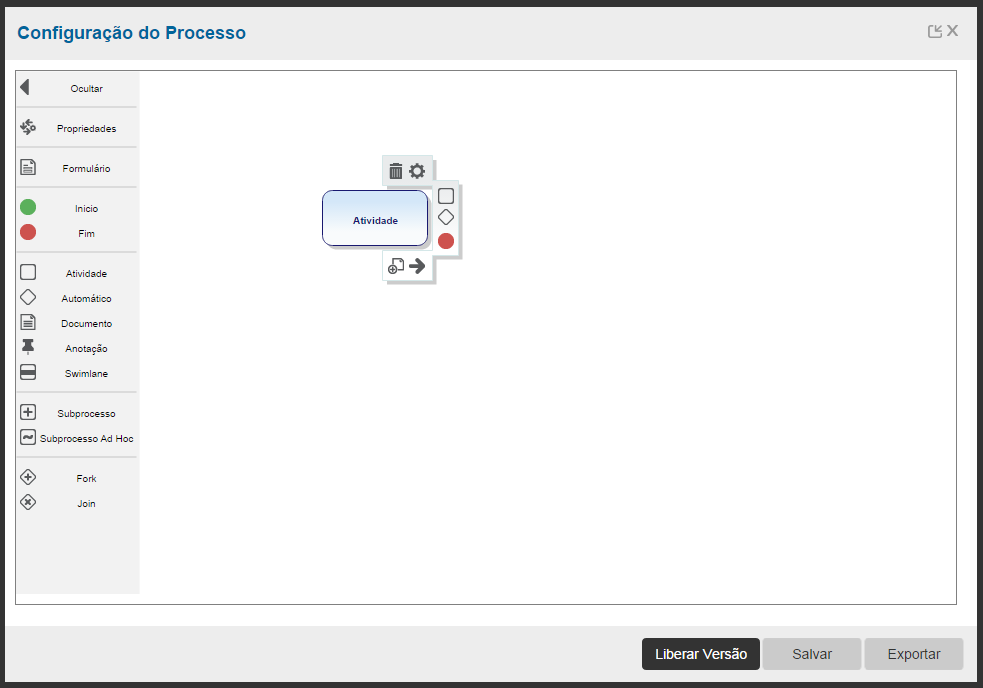 Configuração do Processo
Ocultar
Propriedades
Formulário
Inicio
Fim
Atividade
Automático
Documento
Anotação
Swimlane
Subprocesso
Subprocesso Ad Hoc
Fork
Join
Atividade
Liberar Versão
Salvar
Exportar